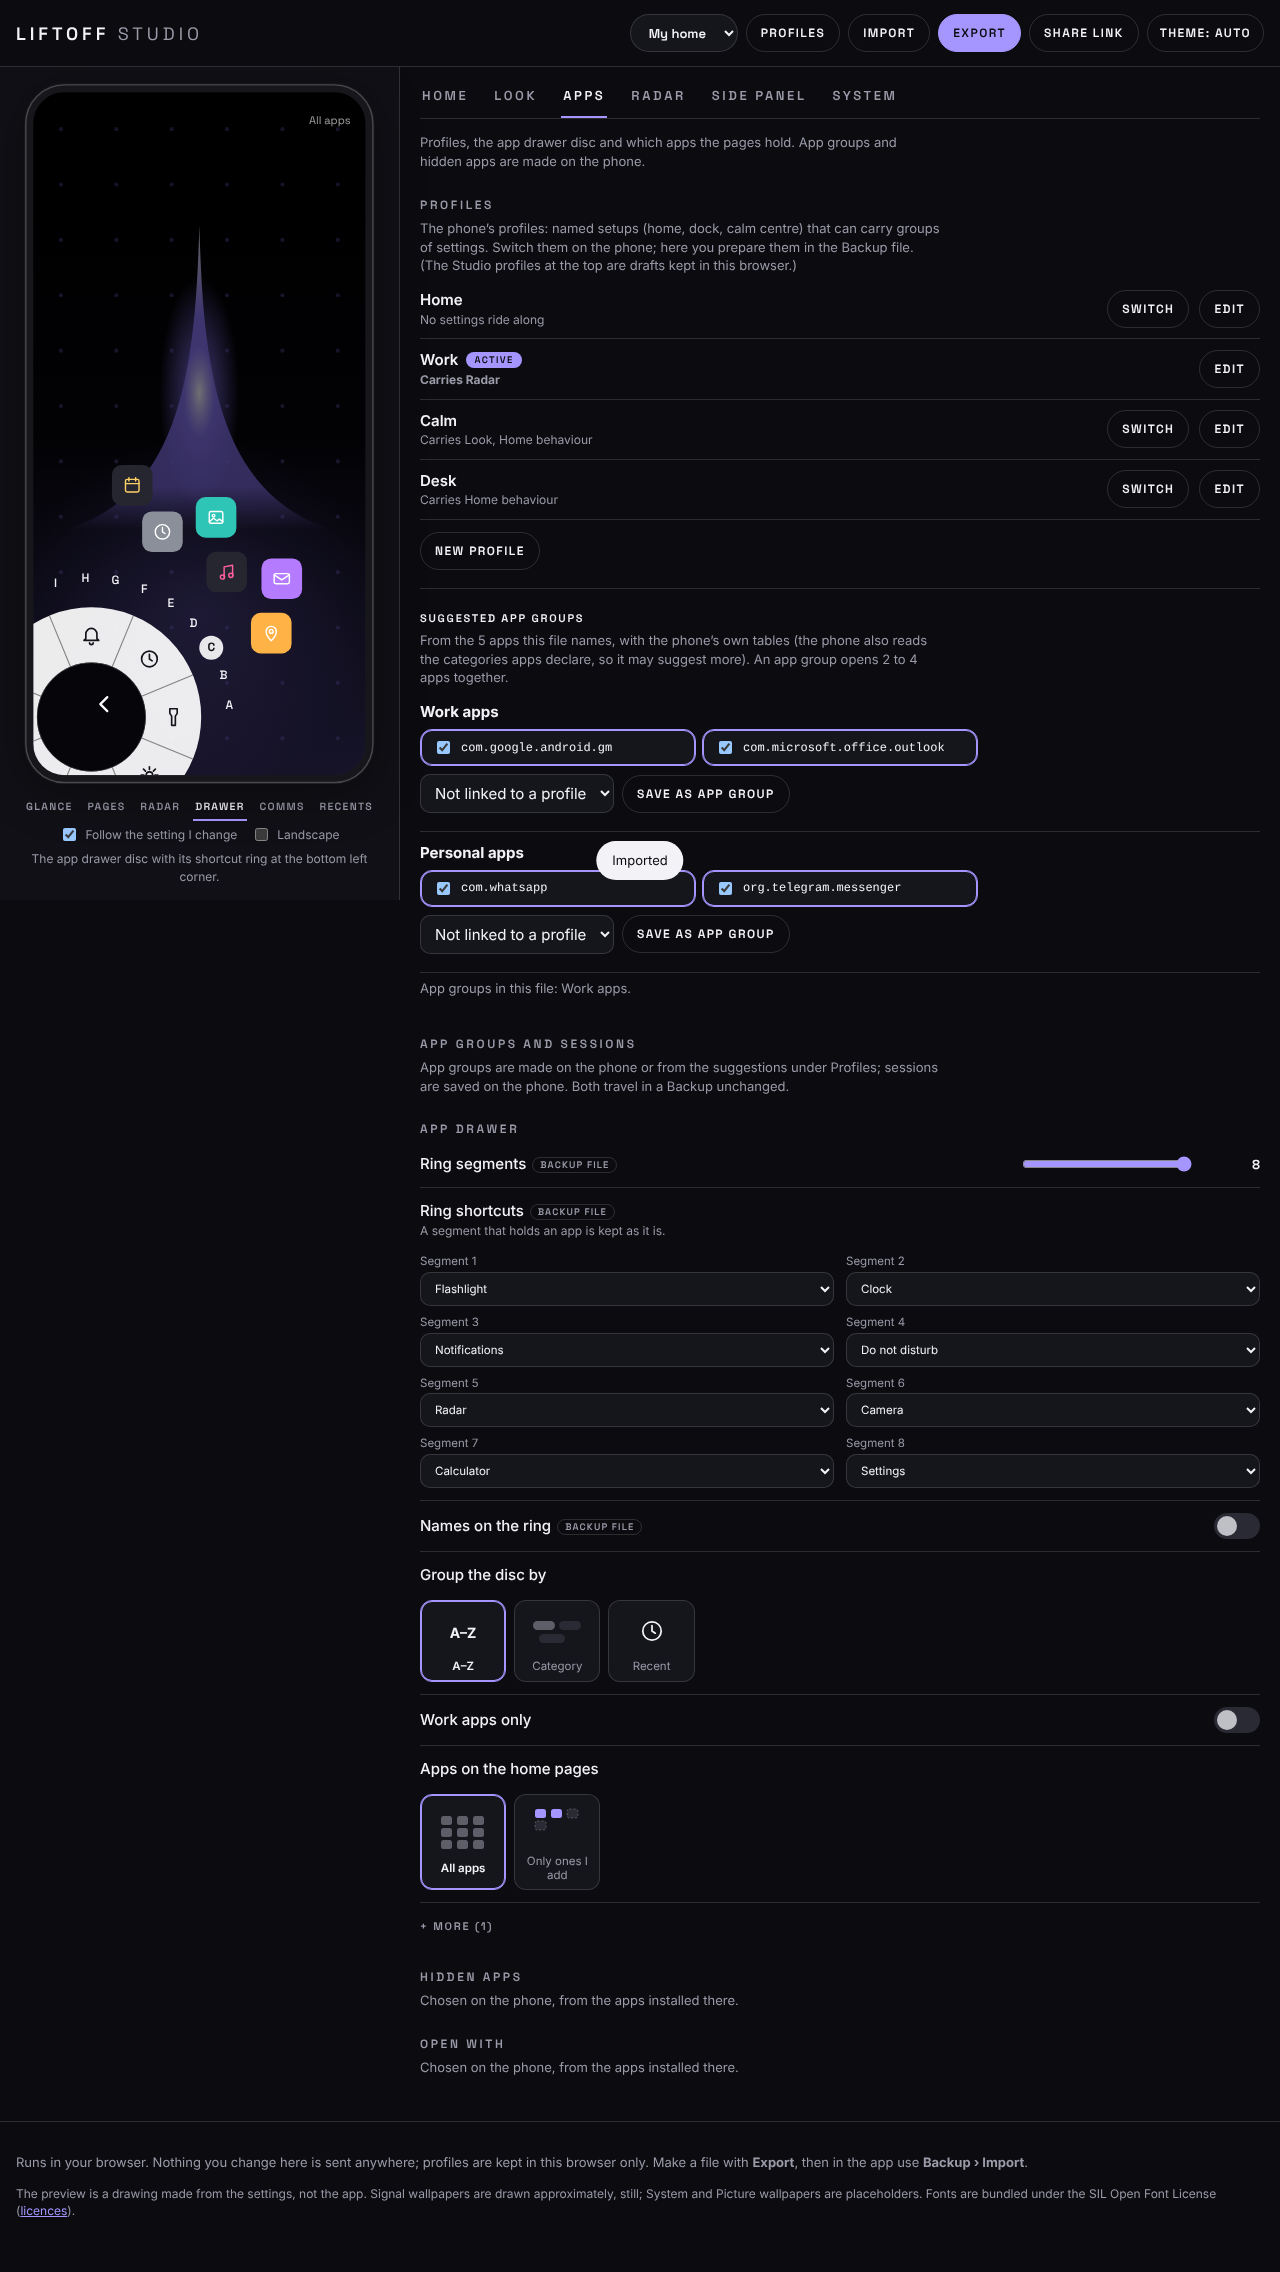 LIFTOFF STUDIO
My home
PROFILES
IMPORT
EXPORT
SHARE LINK
THEME: AUTO
All apps
I
H
G
F
E
D
C
B
A
GLANCE
PAGES
RADAR
DRAWER
COMMS
RECENTS
Follow the setting I change
Landscape
The app drawer disc with its shortcut ring at the bottom left
corner.
HOME
LOOK
APPS
RADAR
SIDE PANEL
SYSTEM
Profiles, the app drawer disc and which apps the pages hold. App groups and
hidden apps are made on the phone.
PROFILES
The phone's profiles: named setups (home, dock, calm centre) that can carry groups
of settings. Switch them on the phone; here you prepare them in the Backup file.
(The Studio profiles at the top are drafts kept in this browser.)
Home
No settings ride along
SWITCH
EDIT
Work
ACTIVE
Carries Radar
EDIT
Calm
Carries Look, Home behaviour
SWITCH
EDIT
Desk
Carries Home behaviour
SWITCH
EDIT
NEW PROFILE
SUGGESTED APP GROUPS
From the 5 apps this file names, with the phone's own tables (the phone also reads
the categories apps declare, so it may suggest more). An app group opens 2 to 4
apps together.
Work apps
com.google.android.gm
com.microsoft.office.outlook
Not linked to a profile
SAVE AS APP GROUP
Personal apps
Imported
com.whatsapp
org.telegram.messenger
Not linked to a profile
SAVE AS APP GROUP
App groups in this file: Work apps.
APP GROUPS AND SESSIONS
App groups are made on the phone or from the suggestions under Profiles; sessions
are saved on the phone. Both travel in a Backup unchanged.
APP DRAWER
Ring segments
BACKUP FILE
8
Ring shortcuts
BACKUP FILE
A segment that holds an app is kept as it is.
Segment 1
Segment 2
Flashlight
Clock
Segment 3
Segment 4
Notifications
Do not disturb
Segment 5
Segment 6
Radar
Camera
Segment 7
Segment 8
Calculator
Settings
Names on the ring
BACKUP FILE
Group the disc by
A–Z
A–Z
Category
Recent
Work apps only
Apps on the home pages
All apps
Only ones I
add
+ MORE (1)
HIDDEN APPS
Chosen on the phone, from the apps installed there.
OPEN WITH
Chosen on the phone, from the apps installed there.
Runs in your browser. Nothing you change here is sent anywhere; profiles are kept in this browser only. Make a file with Export, then in the app use Backup › Import.
The preview is a drawing made from the settings, not the app. Signal wallpapers are drawn approximately, still; System and Picture wallpapers are placeholders. Fonts are bundled under the SIL Open Font License
(licences).